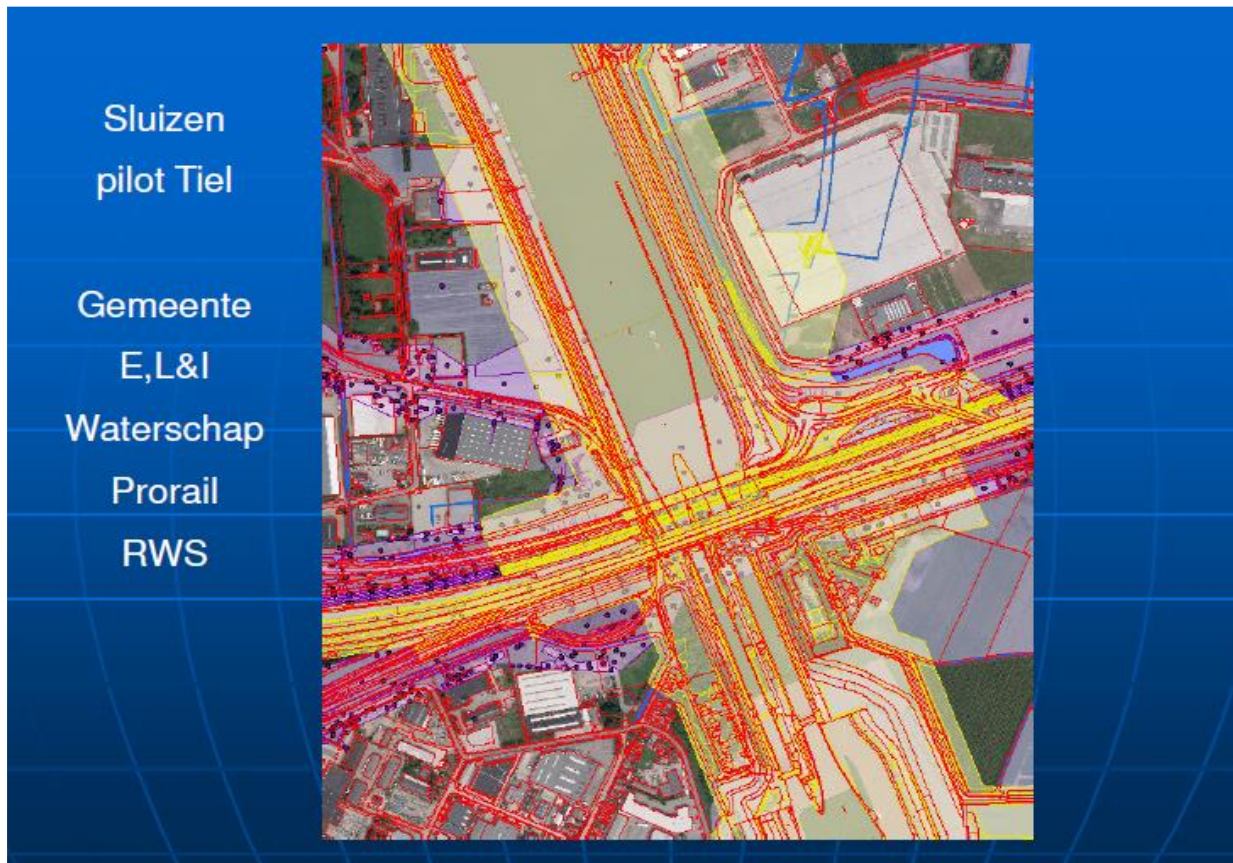 Sluizen
pilot Tiel
Gemeente
E,L&I
Waterschap
Prorail
RWS